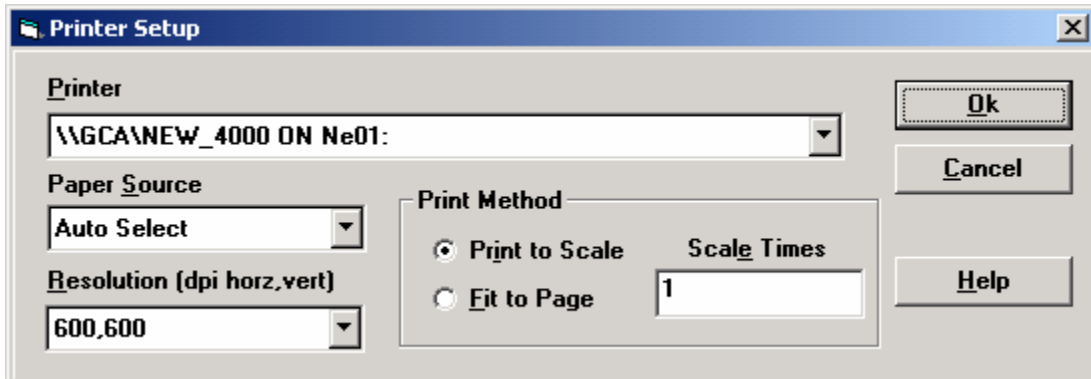 Printer Setup
Printer
\\GCA\NEW_4000 ON Ne01:
Ok
Cancel
Paper Source
Auto Select
Print Method
Print to Scale
Scale Times
Resolution (dpi horz,vert)
Fit to Page
1
Help
600,600